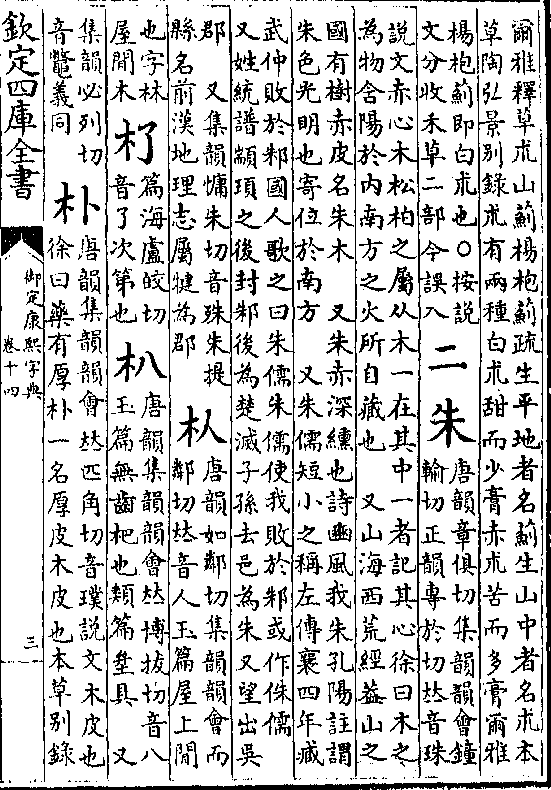 爾雅釋草朮山薊楊枹薊疏生平地者名薊生山中者名朮本
草陶弘景別錄朮有兩種白朮甜而少膏赤朮苦而多膏爾雅
楊枹薊即白朮也○按說
文分收禾草二部今誤入
二
朱
唐韻章俱切集韻韻會鐘
輸切正韻專於切𠀤音珠
說文赤心木松柏之屬从木一在其中一者記其心徐曰木之
為物含陽於內南方之火所自藏也　又山海西荒經葢山之
國有樹赤皮名朱木　又朱赤深纁也詩豳風我朱孔陽註謂
朱色光明也寄位於南方　又朱儒短小之稱左傳襄四年臧
武仲敗於邾國人歌之曰朱儒朱儒使我敗於邾或作侏儒
又姓統譜顓頊之後封邾後為楚滅子孫去邑為朱又望出吳
郡　又集韻慵朱切音殊朱提
縣名前漢地理志屬犍為郡
朲
唐韻如鄰切集韻韻會而
鄰切𠀤音人玉篇屋上間
也字林
屋間木
朷
篇海盧皎切
音了次第也
朳
唐韻集韻韻會𠀤博拔切音八
玉篇無齒杷也類篇坌具　又
集韻必列切
音鼈義同
朴
唐韻集韻韻會𠀤匹角切音璞說文木皮也
徐曰藥有厚朴一名厚皮木皮也本草別錄
欽定四庫全書
御定康熙字典
卷十四
三